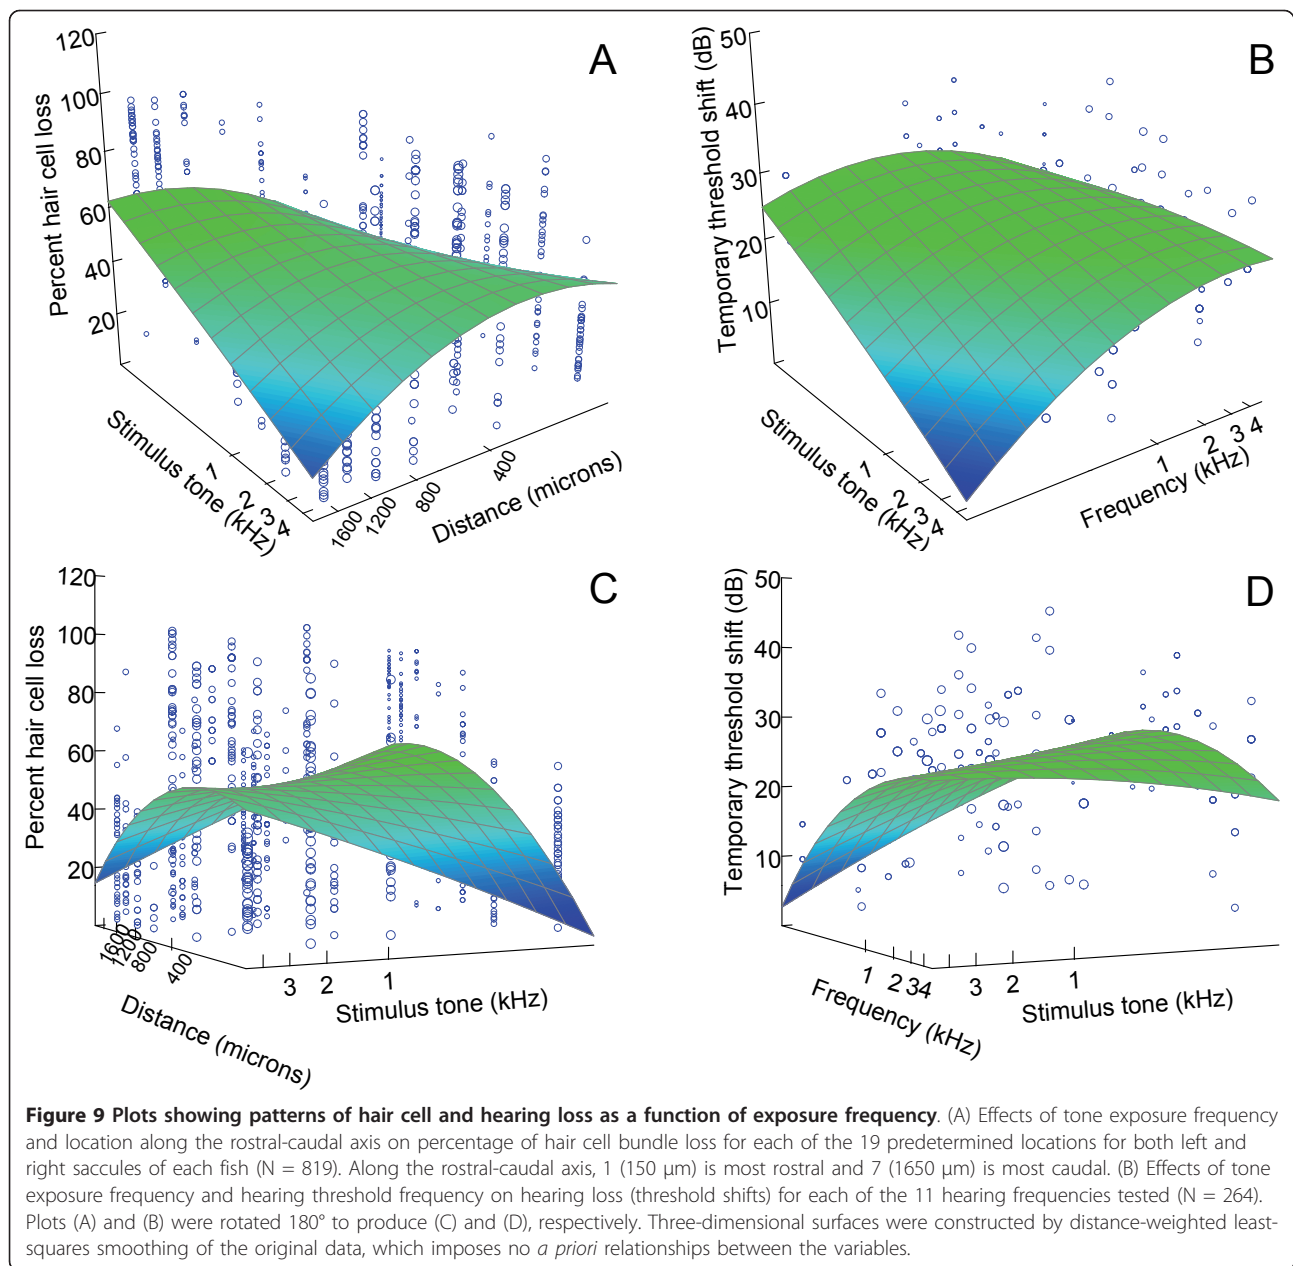 120
100
80
60
40
20
Percent hair cell loss
A
Stimulus tone (kHz)
1
2
3
4
1600
1200
800
400
Distance (microns)
50
40
30
20
10
Temporary threshold shift (dB)
B
Stimulus tone (kHz)
1
2
3
4
1
2
3
4
Frequency (kHz)
120
100
80
60
40
20
Percent hair cell loss
C
1600
1200
800
400
Distance (microns)
3
2
1
Stimulus tone (kHz)
50
40
30
20
10
Temporary threshold shift (dB)
D
1
2
3
4
Frequency (kHz)
3
2
1
Stimulus tone (kHz)
Figure 9 Plots showing patterns of hair cell and hearing loss as a function of exposure frequency. (A) Effects of tone exposure frequency
and location along the rostral-caudal axis on percentage of hair cell bundle loss for each of the 19 predetermined locations for both left and
right saccules of each fish (N = 819). Along the rostral-caudal axis, 1 (150 μm) is most rostral and 7 (1650 μm) is most caudal. (B) Effects of tone
exposure frequency and hearing threshold frequency on hearing loss (threshold shifts) for each of the 11 hearing frequencies tested (N = 264).
Plots (A) and (B) were rotated 180° to produce (C) and (D), respectively. Three-dimensional surfaces were constructed by distance-weighted least-
squares smoothing of the original data, which imposes no a priori relationships between the variables.